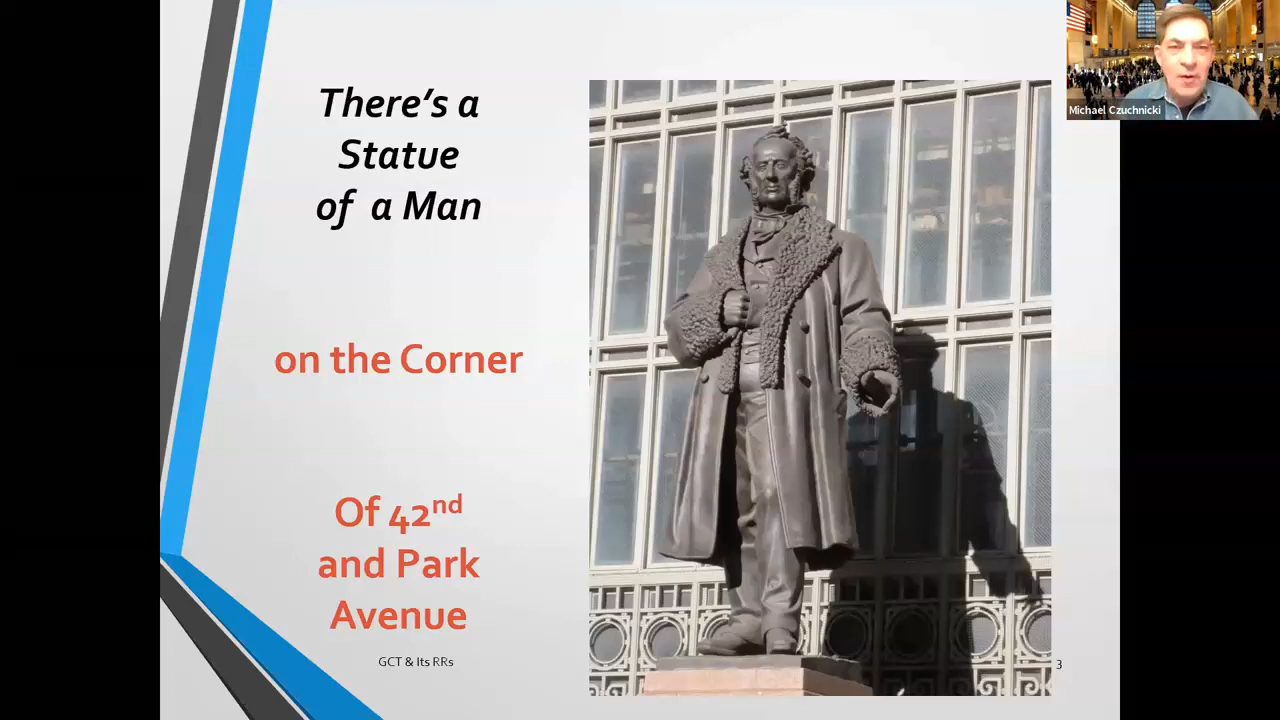 There's a
Statue
of a Man
on the Corner
Of 42nd
and Park
Avenue
GCT & Its RRs
3
Michael Czuchnicki